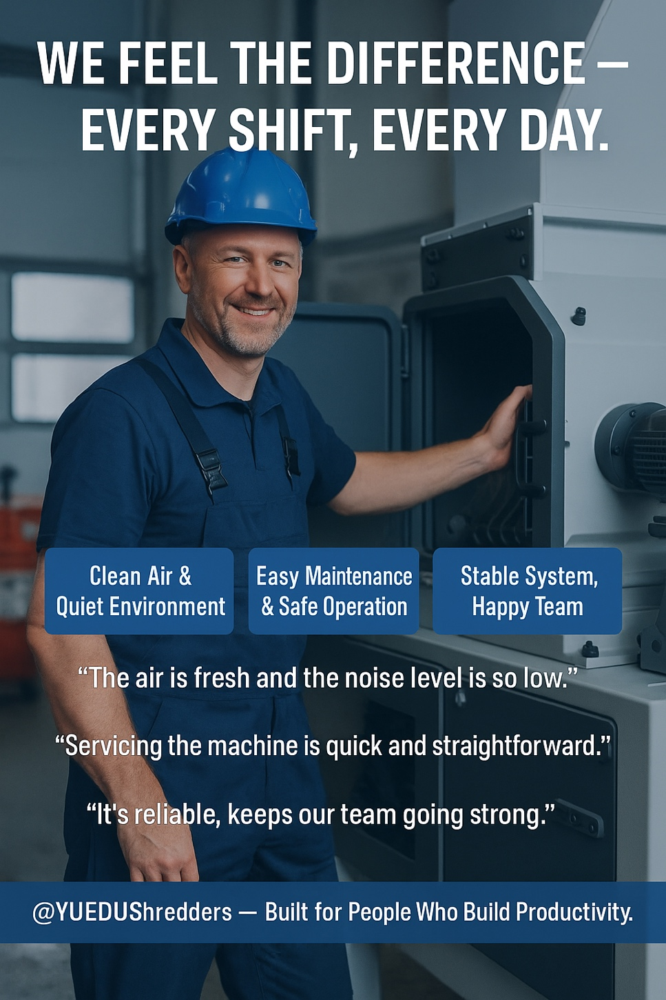 WE FEEL THE DIFFERENCE —
EVERY SHIFT, EVERY DAY.
Clean Air &
Quiet Environment
Easy Maintenance
& Safe Operation
Stable System,
Happy Team
“The air is fresh and the noise level is so low.”
“Servicing the machine is quick and straightforward.”
“It's reliable, keeps our team going strong.”
@YUEDUShredders — Built for People Who Build Productivity.